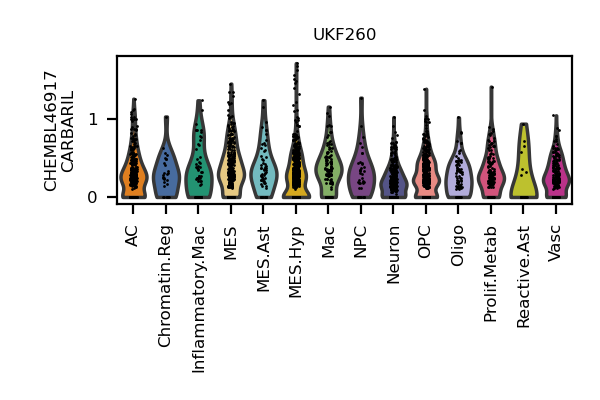 UKF260
CHEMBL46917
CARBARIL
1
0
AC
Chromatin.Reg
Inflammatory.Mac
MES
MES.Ast
MES.Hyp
Mac
NPC
Neuron
OPC
Oligo
Prolif.Metab
Reactive.Ast
Vasc